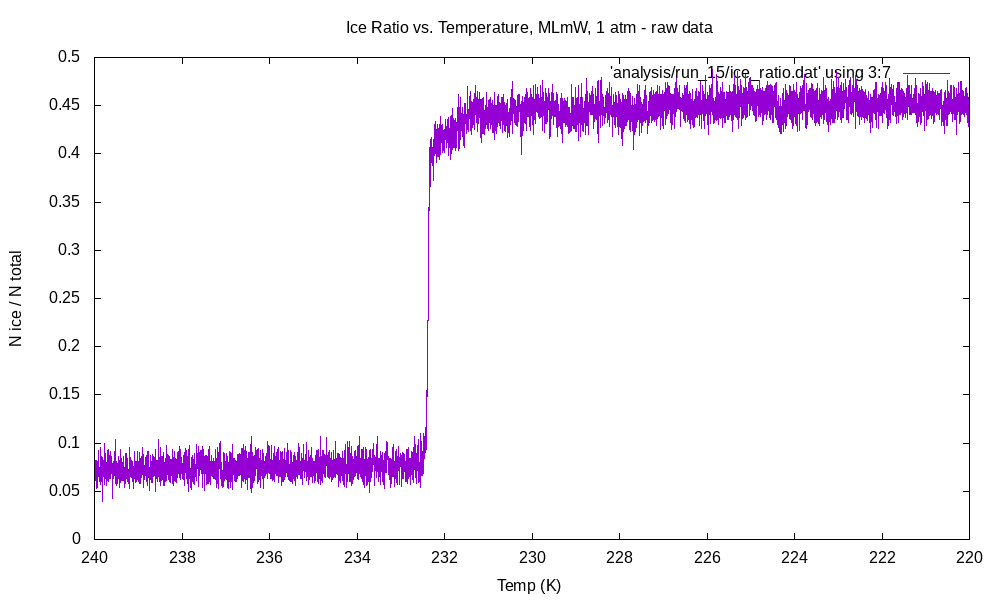 Ice Ratio vs. Temperature, MLmW, 1 atm - raw data
'analysis/run_15/ice_ratio.dat' using 3:7
N ice / N total
0.5
0.45
0.4
0.35
0.3
0.25
0.2
0.15
0.1
0.05
0
240 238 236 234 232 230 228 226 224 222 220
Temp (K)